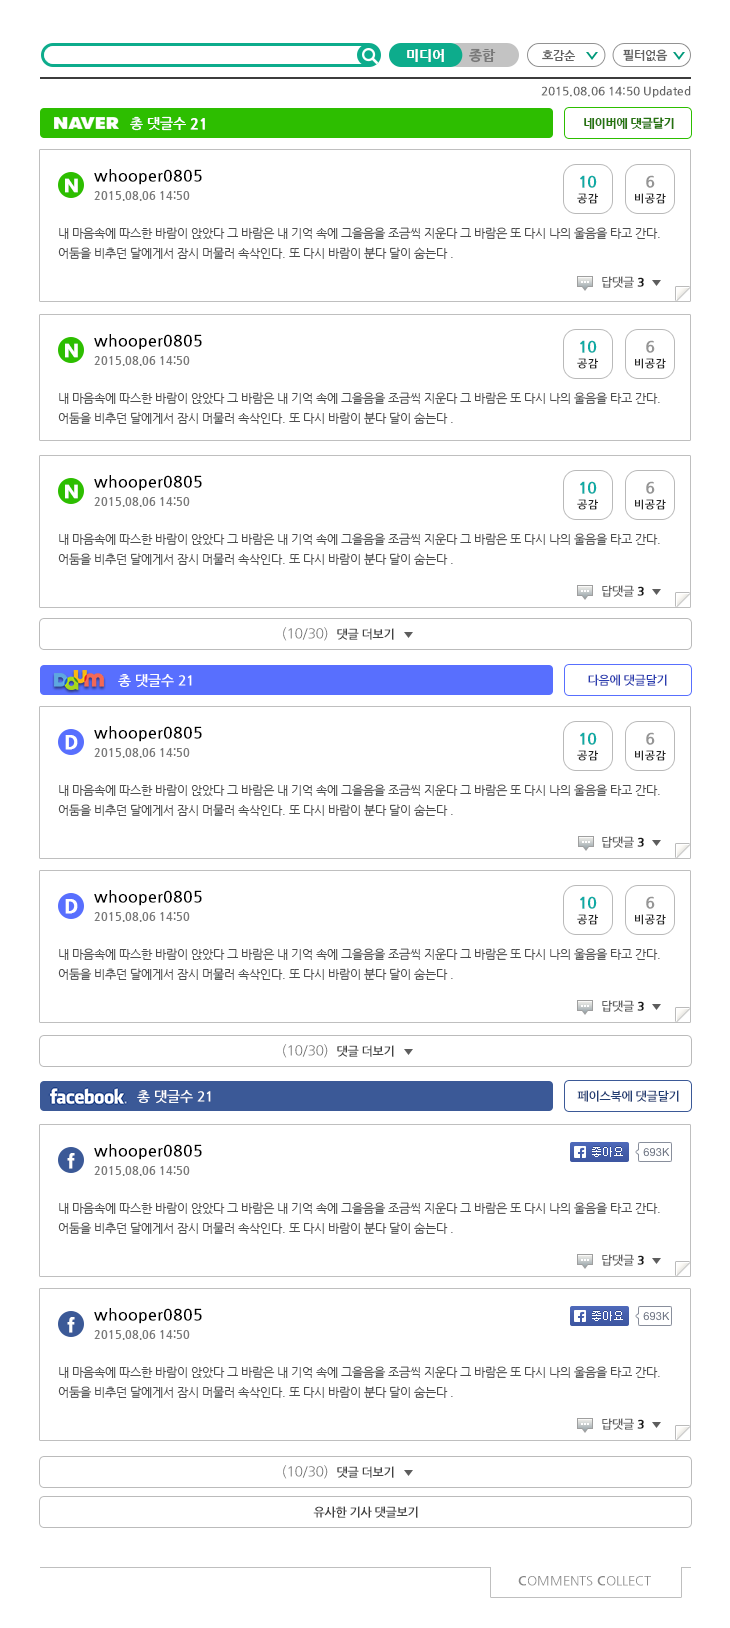 미디어 종합 호감순 필터없음
2015.08.06 14:50 Updated
NAVER 총 댓글수 21 네이버에 댓글달기
N whooper0805 10 6
2015.08.06 14:50 공감 비공감
내 마음속에 따스한 바람이 앉았다 그 바람은 내 기억 속에 그을음을 조금씩 지운다 그 바람은 또 다시 나의 울음을 타고 간다.
어둠을 비추던 달에게서 잠시 머물러 속삭인다. 또 다시 바람이 분다 달이 숨는다 .
답댓글 3
N whooper0805 10 6
2015.08.06 14:50 공감 비공감
내 마음속에 따스한 바람이 앉았다 그 바람은 내 기억 속에 그을음을 조금씩 지운다 그 바람은 또 다시 나의 울음을 타고 간다.
어둠을 비추던 달에게서 잠시 머물러 속삭인다. 또 다시 바람이 분다 달이 숨는다 .
N whooper0805 10 6
2015.08.06 14:50 공감 비공감
내 마음속에 따스한 바람이 앉았다 그 바람은 내 기억 속에 그을음을 조금씩 지운다 그 바람은 또 다시 나의 울음을 타고 간다.
어둠을 비추던 달에게서 잠시 머물러 속삭인다. 또 다시 바람이 분다 달이 숨는다 .
답댓글 3
(10/30) 댓글 더보기
Daum 총 댓글수 21 다음에 댓글달기
D whooper0805 10 6
2015.08.06 14:50 공감 비공감
내 마음속에 따스한 바람이 앉았다 그 바람은 내 기억 속에 그을음을 조금씩 지운다 그 바람은 또 다시 나의 울음을 타고 간다.
어둠을 비추던 달에게서 잠시 머물러 속삭인다. 또 다시 바람이 분다 달이 숨는다 .
답댓글 3
D whooper0805 10 6
2015.08.06 14:50 공감 비공감
내 마음속에 따스한 바람이 앉았다 그 바람은 내 기억 속에 그을음을 조금씩 지운다 그 바람은 또 다시 나의 울음을 타고 간다.
어둠을 비추던 달에게서 잠시 머물러 속삭인다. 또 다시 바람이 분다 달이 숨는다 .
답댓글 3
(10/30) 댓글 더보기
facebook. 총 댓글수 21 페이스북에 댓글달기
f whooper0805 f 좋아요 693K
2015.08.06 14:50
내 마음속에 따스한 바람이 앉았다 그 바람은 내 기억 속에 그을음을 조금씩 지운다 그 바람은 또 다시 나의 울음을 타고 간다.
어둠을 비추던 달에게서 잠시 머물러 속삭인다. 또 다시 바람이 분다 달이 숨는다 .
답댓글 3
f whooper0805 f 좋아요 693K
2015.08.06 14:50
내 마음속에 따스한 바람이 앉았다 그 바람은 내 기억 속에 그을음을 조금씩 지운다 그 바람은 또 다시 나의 울음을 타고 간다.
어둠을 비추던 달에게서 잠시 머물러 속삭인다. 또 다시 바람이 분다 달이 숨는다 .
답댓글 3
(10/30) 댓글 더보기
유사한 기사 댓글보기
COMMENTS COLLECT